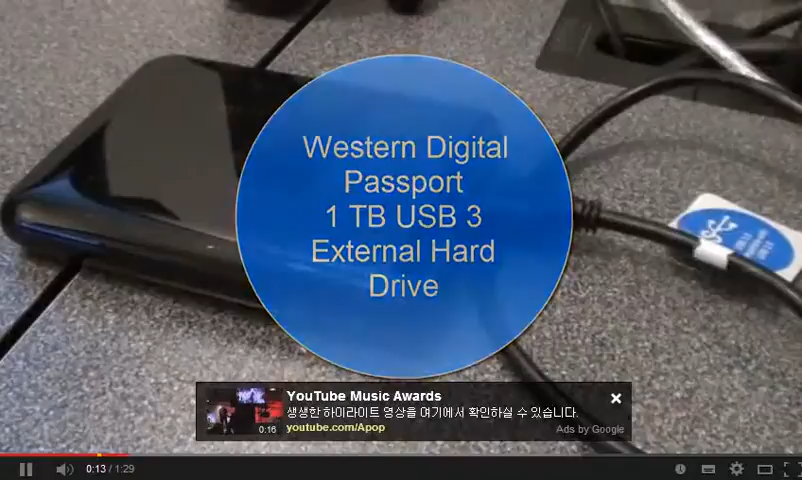 Western Digital
Passport
1 TB USB 3
External Hard
Drive
YouTube Music Awards
생생한 하이라이트 영상을 여기에서 확인하실 수 있습니다.
0:16
youtube.com/Apop
Ads by Google
0:13 / 1:29